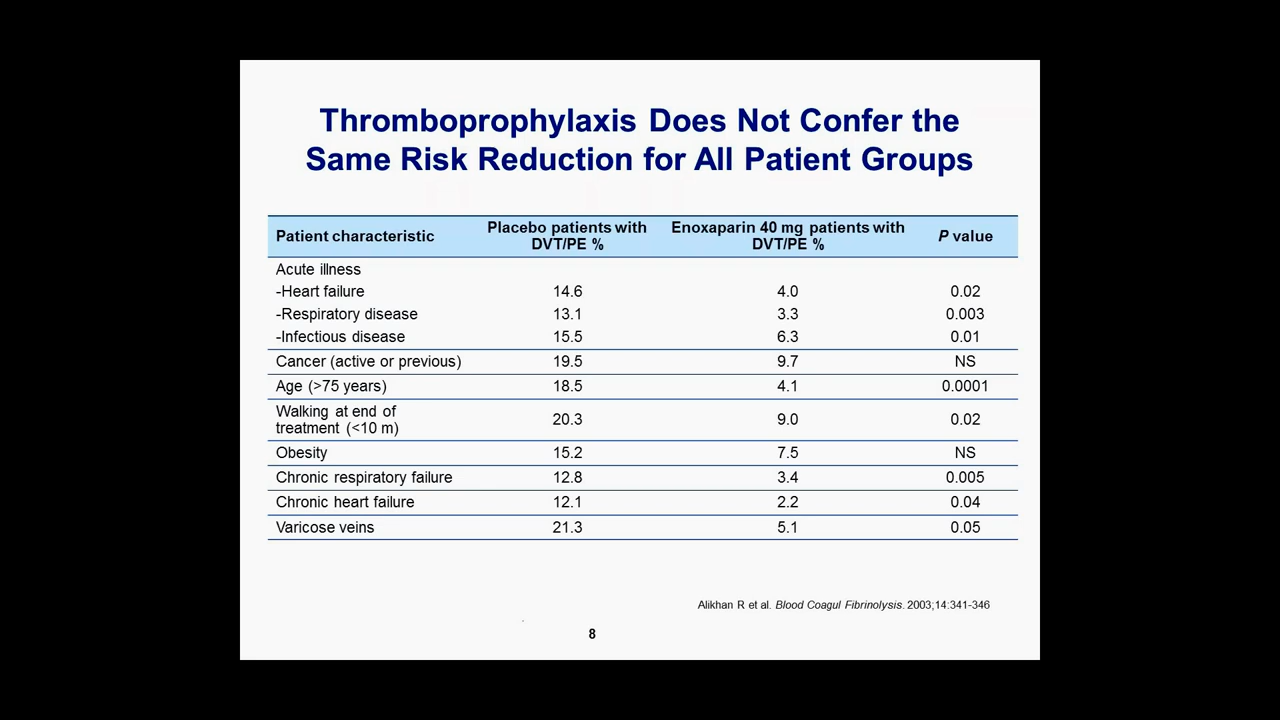 Thromboprophylaxis Does Not Confer the
Same Risk Reduction for All Patient Groups
Patient characteristic Placebo patients with DVT/PE % Enoxaparin 40 mg patients with DVT/PE % P value
Acute illness
-Heart failure 14.6 4.0 0.02
-Respiratory disease 13.1 3.3 0.003
-Infectious disease 15.5 6.3 0.01
Cancer (active or previous) 19.5 9.7 NS
Age (>75 years) 18.5 4.1 0.0001
Walking at end of treatment (<10 m) 20.3 9.0 0.02
Obesity 15.2 7.5 NS
Chronic respiratory failure 12.8 3.4 0.005
Chronic heart failure 12.1 2.2 0.04
Varicose veins 21.3 5.1 0.05
Alikhan R et al. Blood Coagul Fibrinolysis. 2003;14:341-346
8